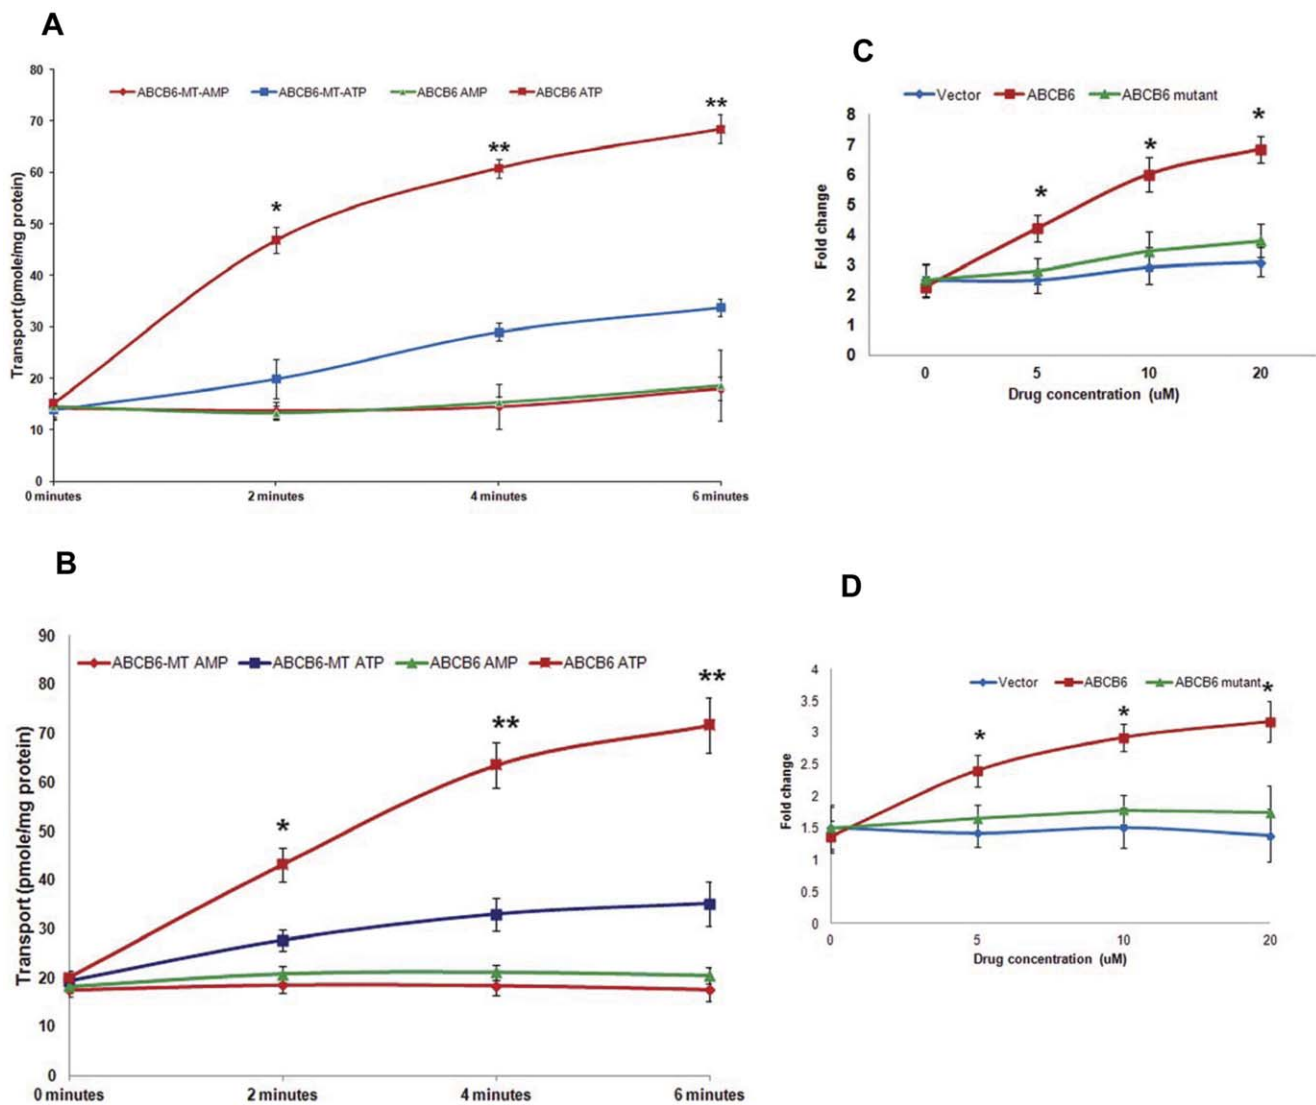 A
80
70
60
50
40
30
20
10
0
Transport (pmole/mg protein)
ABCB6-MT-AMP ABCB6-MT-ATP ABCB6 AMP ABCB6 ATP
* ** **
0 minutes 2 minutes 4 minutes 6 minutes
C
Vector ABCB6 ABCB6 mutant
8
7
6
5
4
3
2
1
0
Fold change
* * *
0 5 10 20
Drug concentration (uM)
B
90
80
70
60
50
40
30
20
10
0
Transport (pmole/mg protein)
ABCB6-MT AMP ABCB6-MT ATP ABCB6 AMP ABCB6 ATP
* ** **
0 minutes 2 minutes 4 minutes 6 minutes
D
4
3.5
3
2.5
2
1.5
1
0.5
0
Fold change
Vector ABCB6 ABCB6 mutant
* * *
0 5 10 20
Drug concentration (uM)